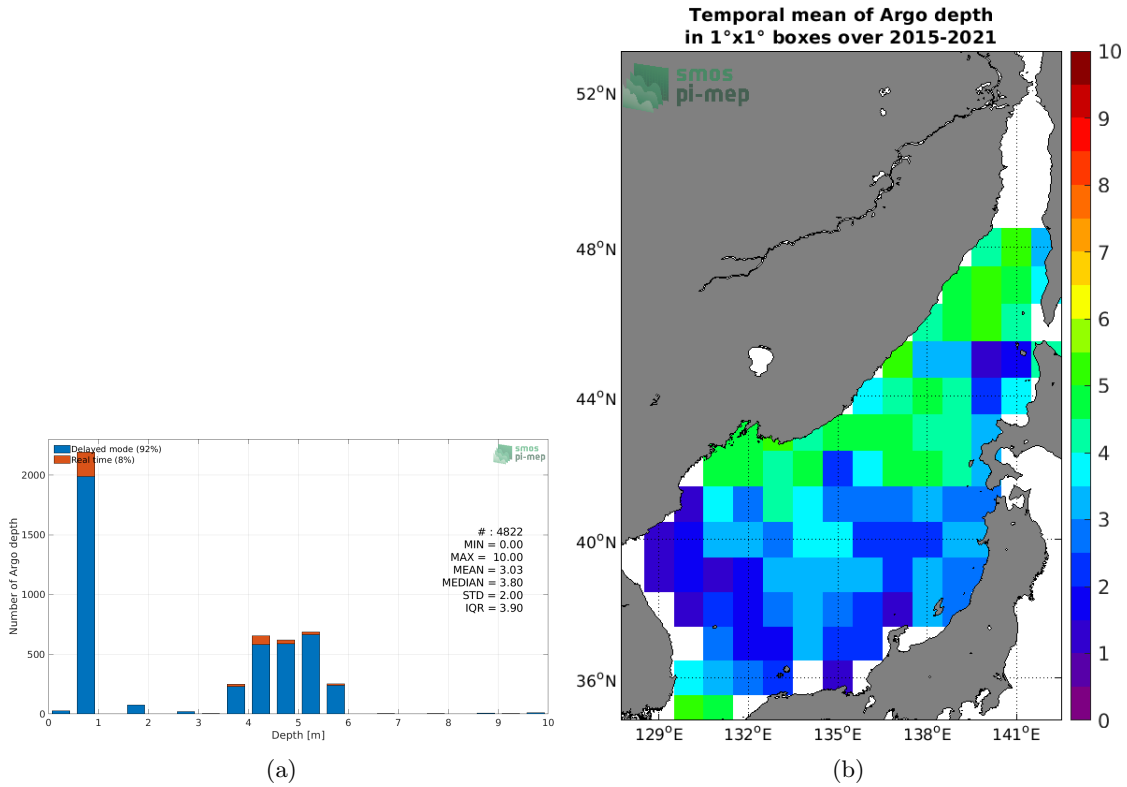 Delayed mode (92%)
Real time (8%)
smos
pi-mep
2000
1500
1000
500
0
Number of Argo depth
# : 4822
MIN = 0.00
MAX = 10.00
MEAN = 3.03
MEDIAN = 3.80
STD = 2.00
IQR = 3.90
0 1 2 3 4 5 6 7 8 9 10
Depth [m]
(a)
Temporal mean of Argo depth
in 1°x1° boxes over 2015-2021
smos
pi-mep
52°N
48°N
44°N
40°N
36°N
129°E 132°E 135°E 138°E 141°E
10
9
8
7
6
5
4
3
2
1
0
(b)